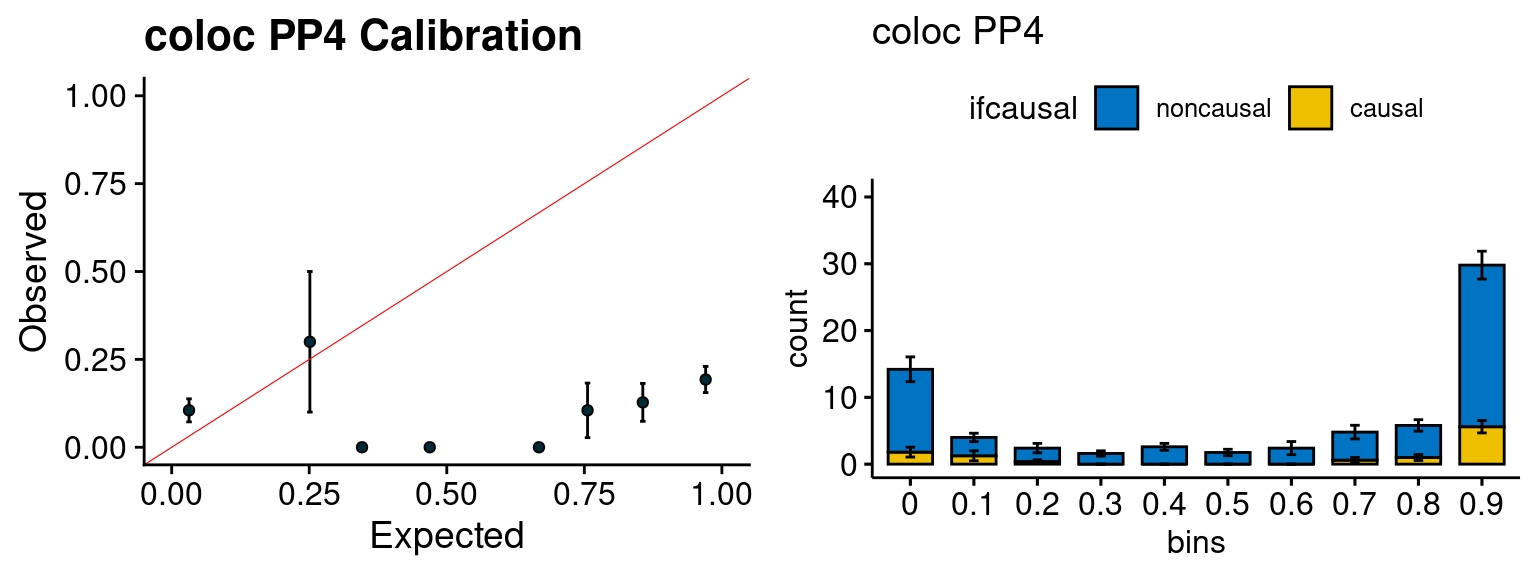 coloc PP4 Calibration
1.00
0.75
0.50
0.25
0.00
Observed
0.00 0.25 0.50 0.75 1.00
Expected
coloc PP4
ifcausal noncausal causal
40
30
20
10
0
count
0 0.1 0.2 0.3 0.4 0.5 0.6 0.7 0.8 0.9
bins